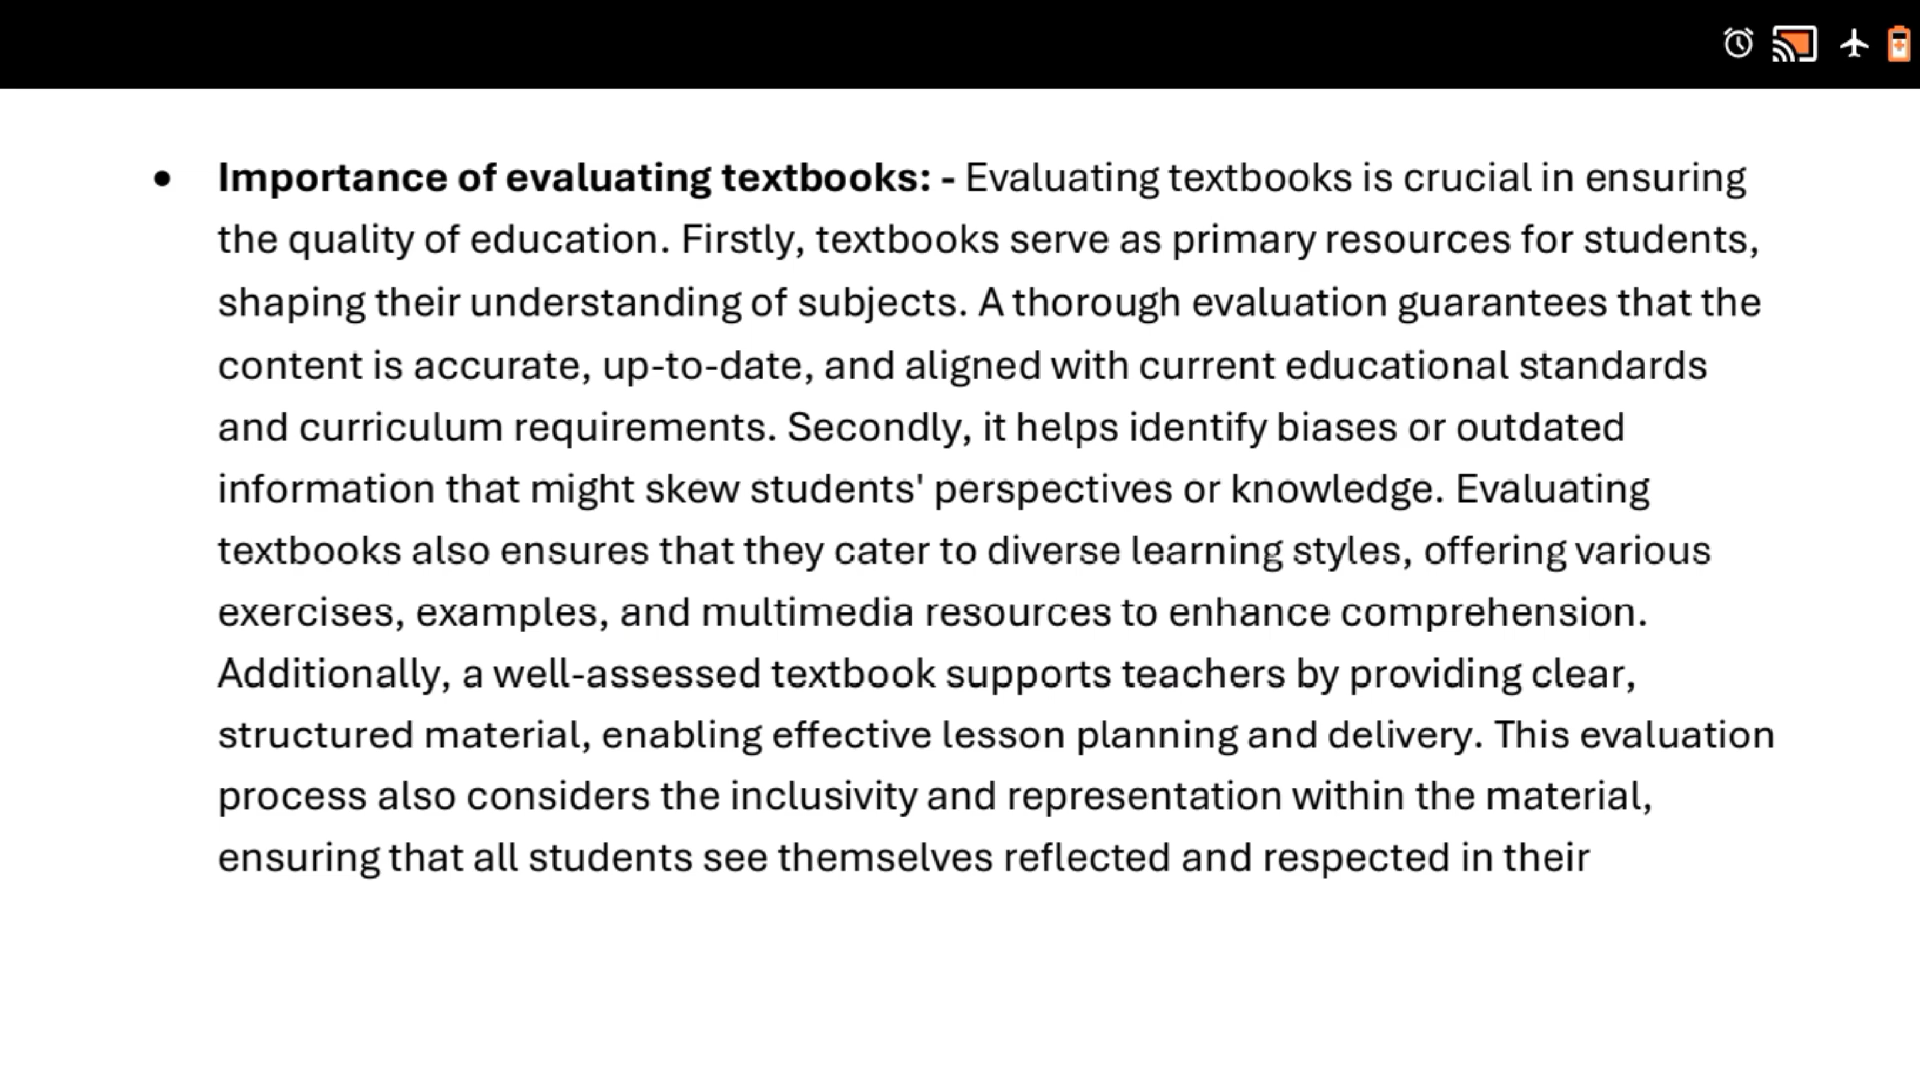 • Importance of evaluating textbooks: - Evaluating textbooks is crucial in ensuring
the quality of education. Firstly, textbooks serve as primary resources for students,
shaping their understanding of subjects. A thorough evaluation guarantees that the
content is accurate, up-to-date, and aligned with current educational standards
and curriculum requirements. Secondly, it helps identify biases or outdated
information that might skew students' perspectives or knowledge. Evaluating
textbooks also ensures that they cater to diverse learning styles, offering various
exercises, examples, and multimedia resources to enhance comprehension.
Additionally, a well-assessed textbook supports teachers by providing clear,
structured material, enabling effective lesson planning and delivery. This evaluation
process also considers the inclusivity and representation within the material,
ensuring that all students see themselves reflected and respected in their